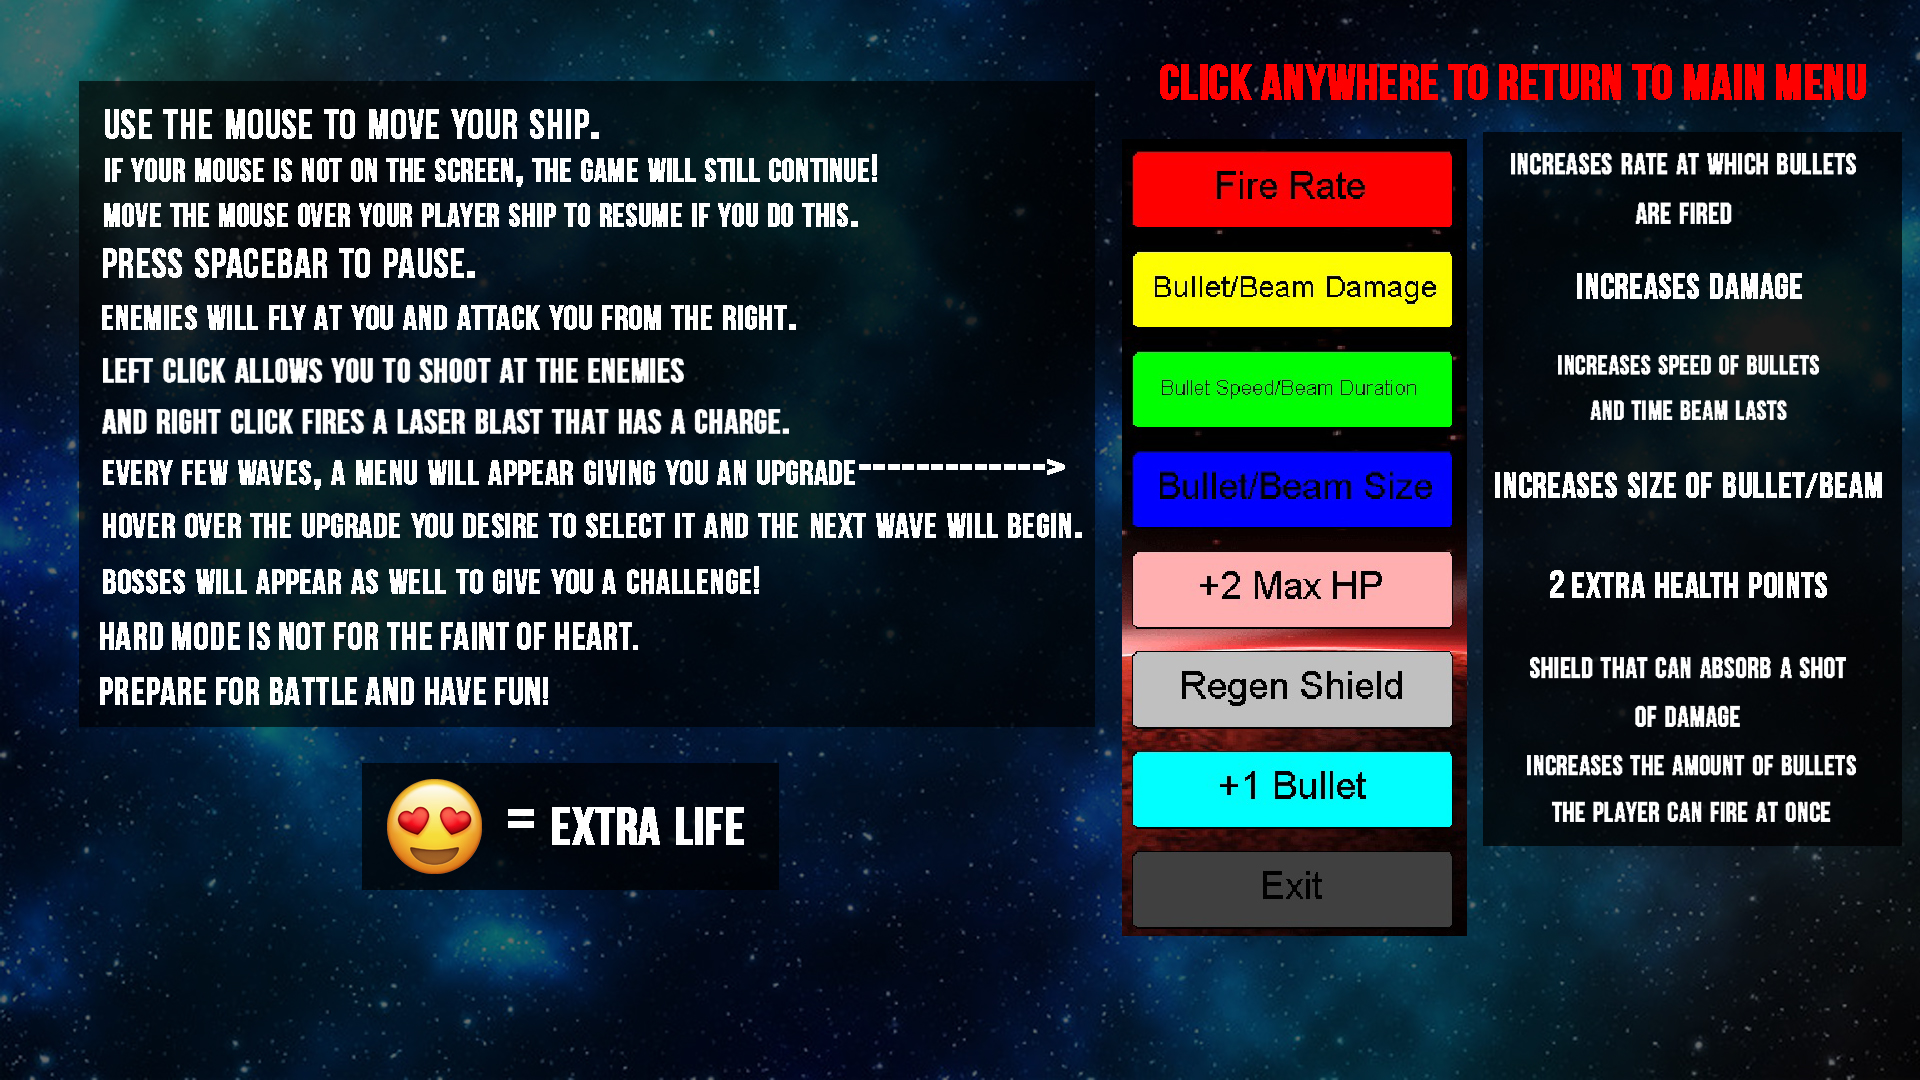 CLICK ANYWHERE TO RETURN TO MAIN MENU
USE THE MOUSE TO MOVE YOUR SHIP.
IF YOUR MOUSE IS NOT ON THE SCREEN, THE GAME WILL STILL CONTINUE!
MOVE THE MOUSE OVER YOUR PLAYER SHIP TO RESUME IF YOU DO THIS.
PRESS SPACEBAR TO PAUSE.
ENEMIES WILL FLY AT YOU AND ATTACK YOU FROM THE RIGHT.
LEFT CLICK ALLOWS YOU TO SHOOT AT THE ENEMIES
AND RIGHT CLICK FIRES A LASER BLAST THAT HAS A CHARGE.
EVERY FEW WAVES, A MENU WILL APPEAR GIVING YOU AN UPGRADE------------->
HOVER OVER THE UPGRADE YOU DESIRE TO SELECT IT AND THE NEXT WAVE WILL BEGIN.
BOSSES WILL APPEAR AS WELL TO GIVE YOU A CHALLENGE!
HARD MODE IS NOT FOR THE FAINT OF HEART.
PREPARE FOR BATTLE AND HAVE FUN!
= EXTRA LIFE
Fire Rate
INCREASES RATE AT WHICH BULLETS
ARE FIRED
Bullet/Beam Damage
INCREASES DAMAGE
Bullet Speed/Beam Duration
INCREASES SPEED OF BULLETS
AND TIME BEAM LASTS
Bullet/Beam Size
INCREASES SIZE OF BULLET/BEAM
+2 Max HP
2 EXTRA HEALTH POINTS
Regen Shield
SHIELD THAT CAN ABSORB A SHOT
OF DAMAGE
+1 Bullet
INCREASES THE AMOUNT OF BULLETS
THE PLAYER CAN FIRE AT ONCE
Exit